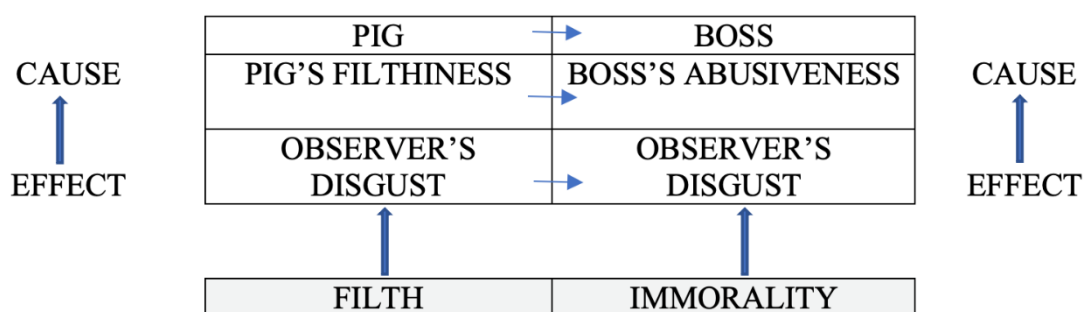 PIG BOSS
CAUSE PIG'S FILTHINESS BOSS'S ABUSIVENESS CAUSE
OBSERVER'S OBSERVER'S
EFFECT DISGUST DISGUST EFFECT
FILTH IMMORALITY